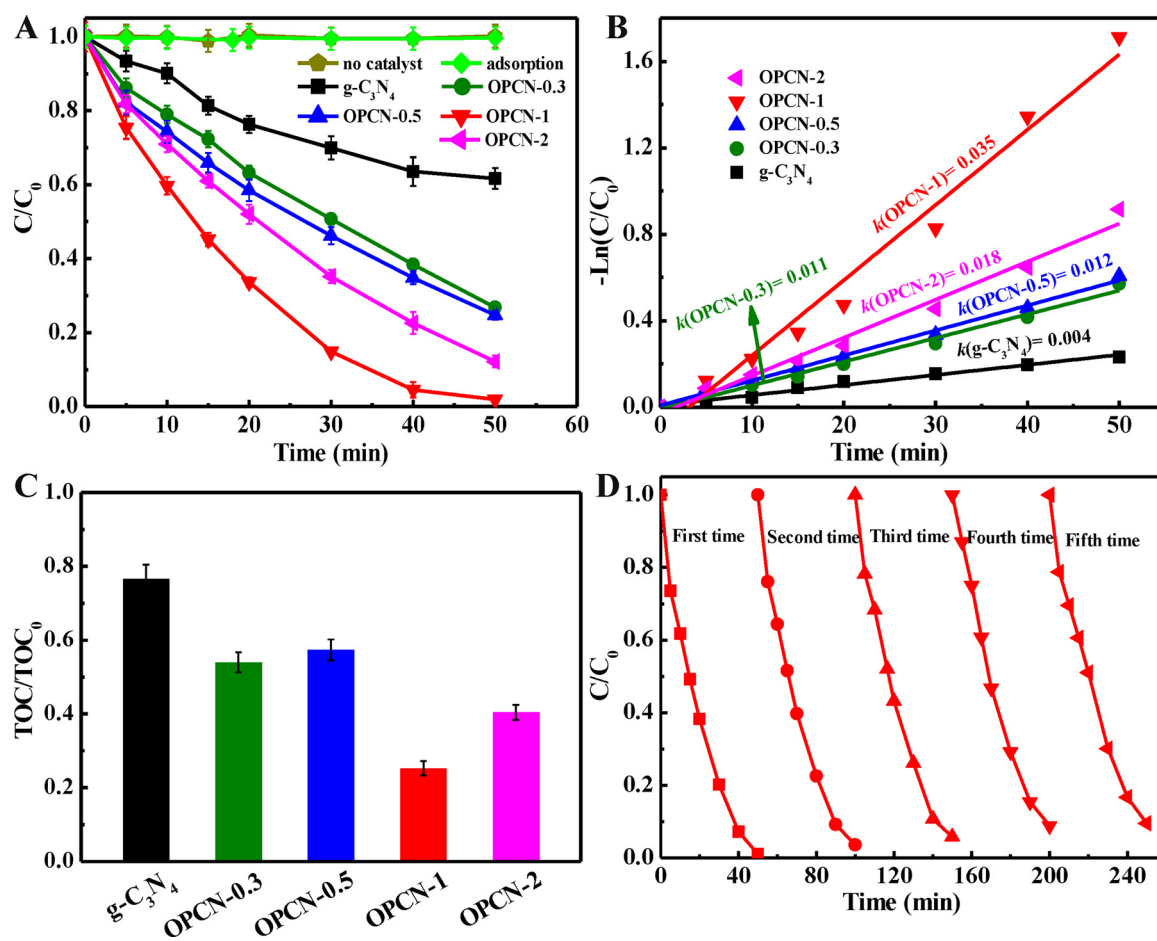 A
1.0
0.8
0.6
0.4
0.2
0.0
C/C₀
no catalyst
adsorption
g-C₃N₄
OPCN-0.3
OPCN-0.5
OPCN-1
OPCN-2
0 10 20 30 40 50 60
Time (min)
B
1.6
1.2
0.8
0.4
0.0
-Ln(C/C₀)
OPCN-2
OPCN-1
OPCN-0.5
OPCN-0.3
g-C₃N₄
k(OPCN-1)= 0.035
k(OPCN-0.3)= 0.011
k(OPCN-2)= 0.018
k(OPCN-0.5)= 0.012
k(g-C₃N₄)= 0.004
0 10 20 30 40 50
Time (min)
C
1.0
0.8
0.6
0.4
0.2
0.0
TOC/TOC₀
g-C₃N₄
OPCN-0.3
OPCN-0.5
OPCN-1
OPCN-2
D
1.0
0.8
0.6
0.4
0.2
0.0
C/C₀
First time
Second time
Third time
Fourth time
Fifth time
0 40 80 120 160 200 240
Time (min)